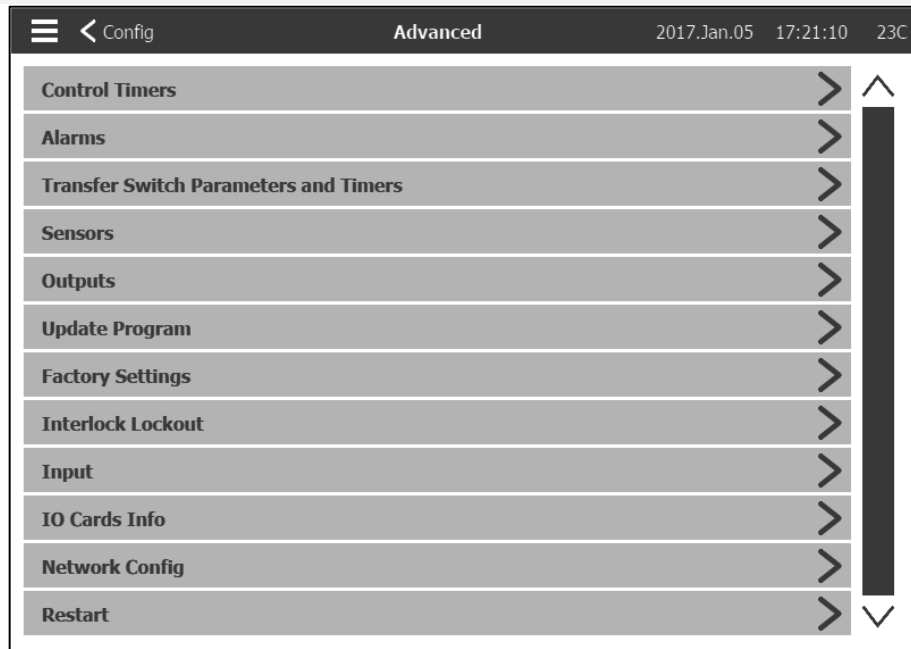 Config Advanced 2017.Jan.05 17:21:10 23C
Control Timers
Alarms
Transfer Switch Parameters and Timers
Sensors
Outputs
Update Program
Factory Settings
Interlock Lockout
Input
IO Cards Info
Network Config
Restart